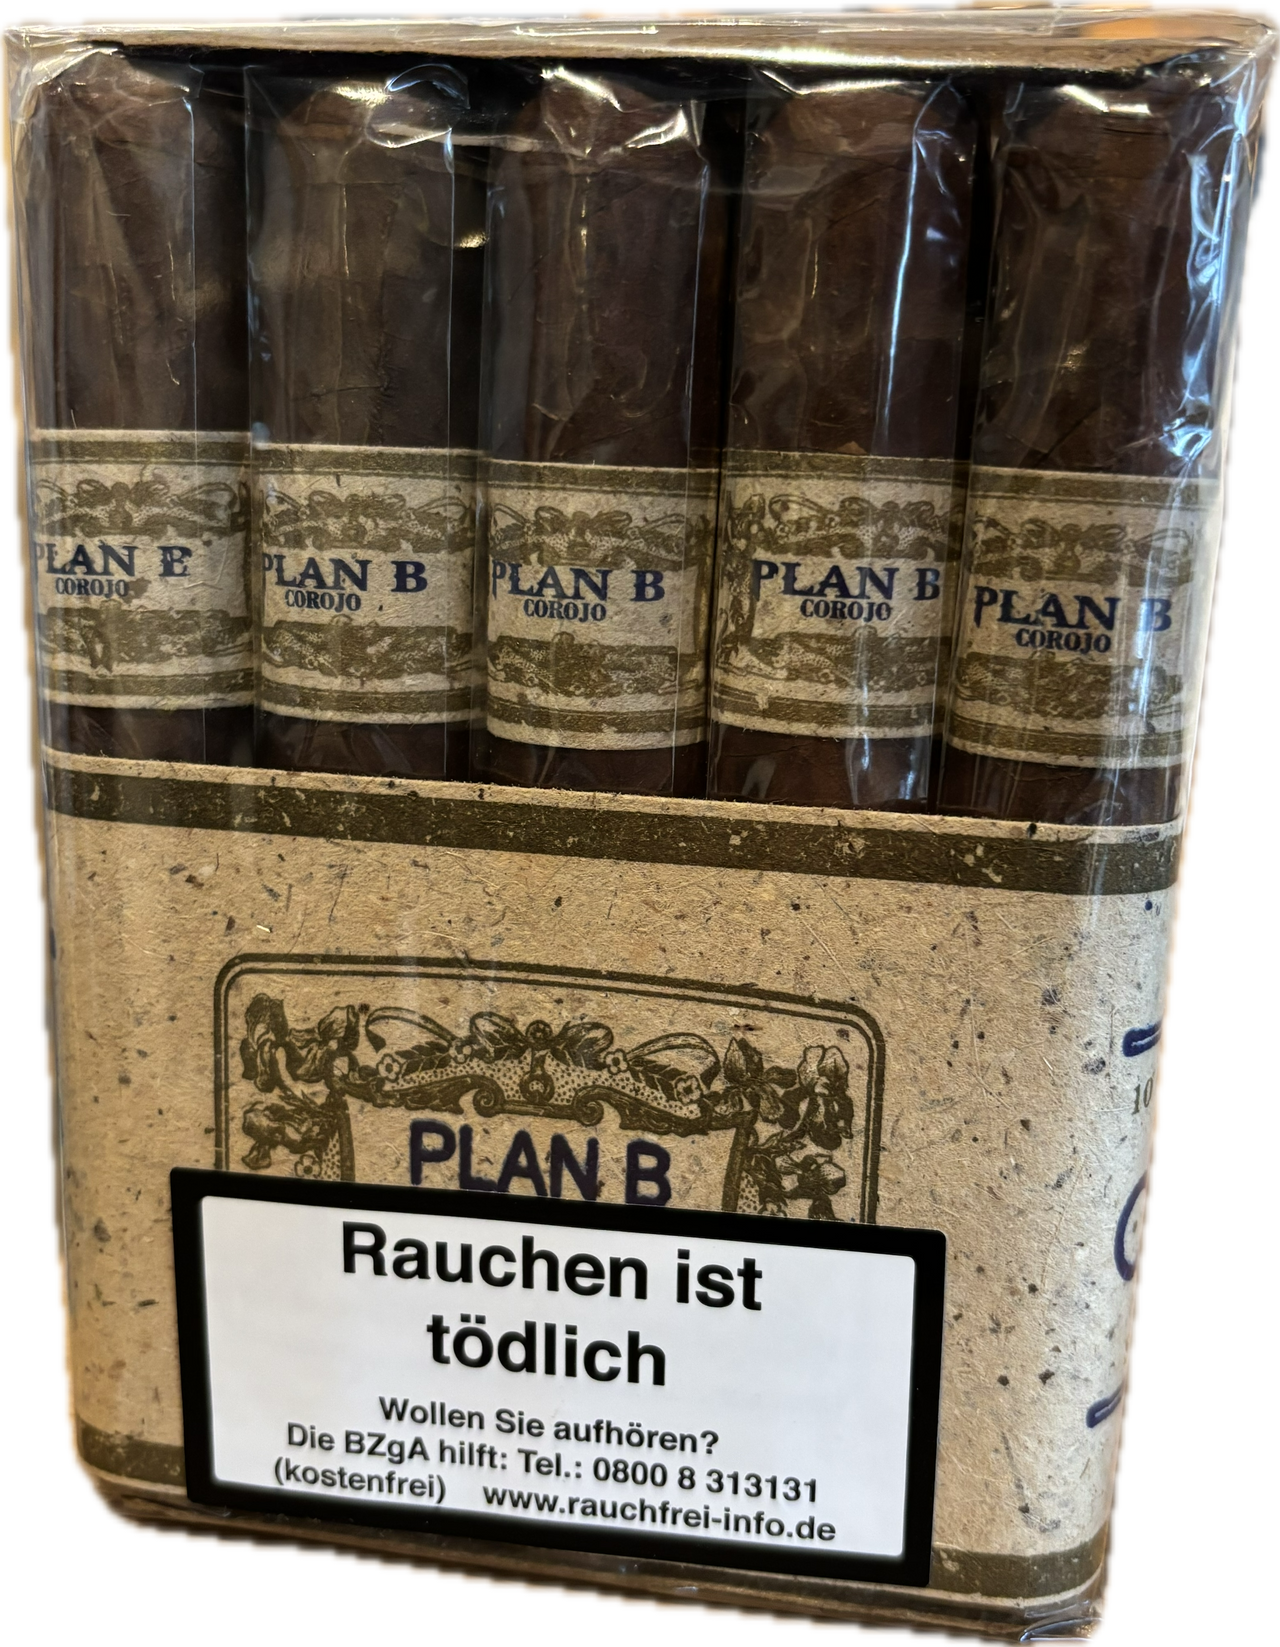 PLAN B
COROJO
PLAN B
COROJO
PLAN B
COROJO
PLAN B
COROJO
PLAN B
COROJO
PLAN B
10
Rauchen ist
tödlich
Wollen Sie aufhören?
Die BZgA hilft: Tel.: 0800 8 313131
(kostenfrei) www.rauchfrei-info.de